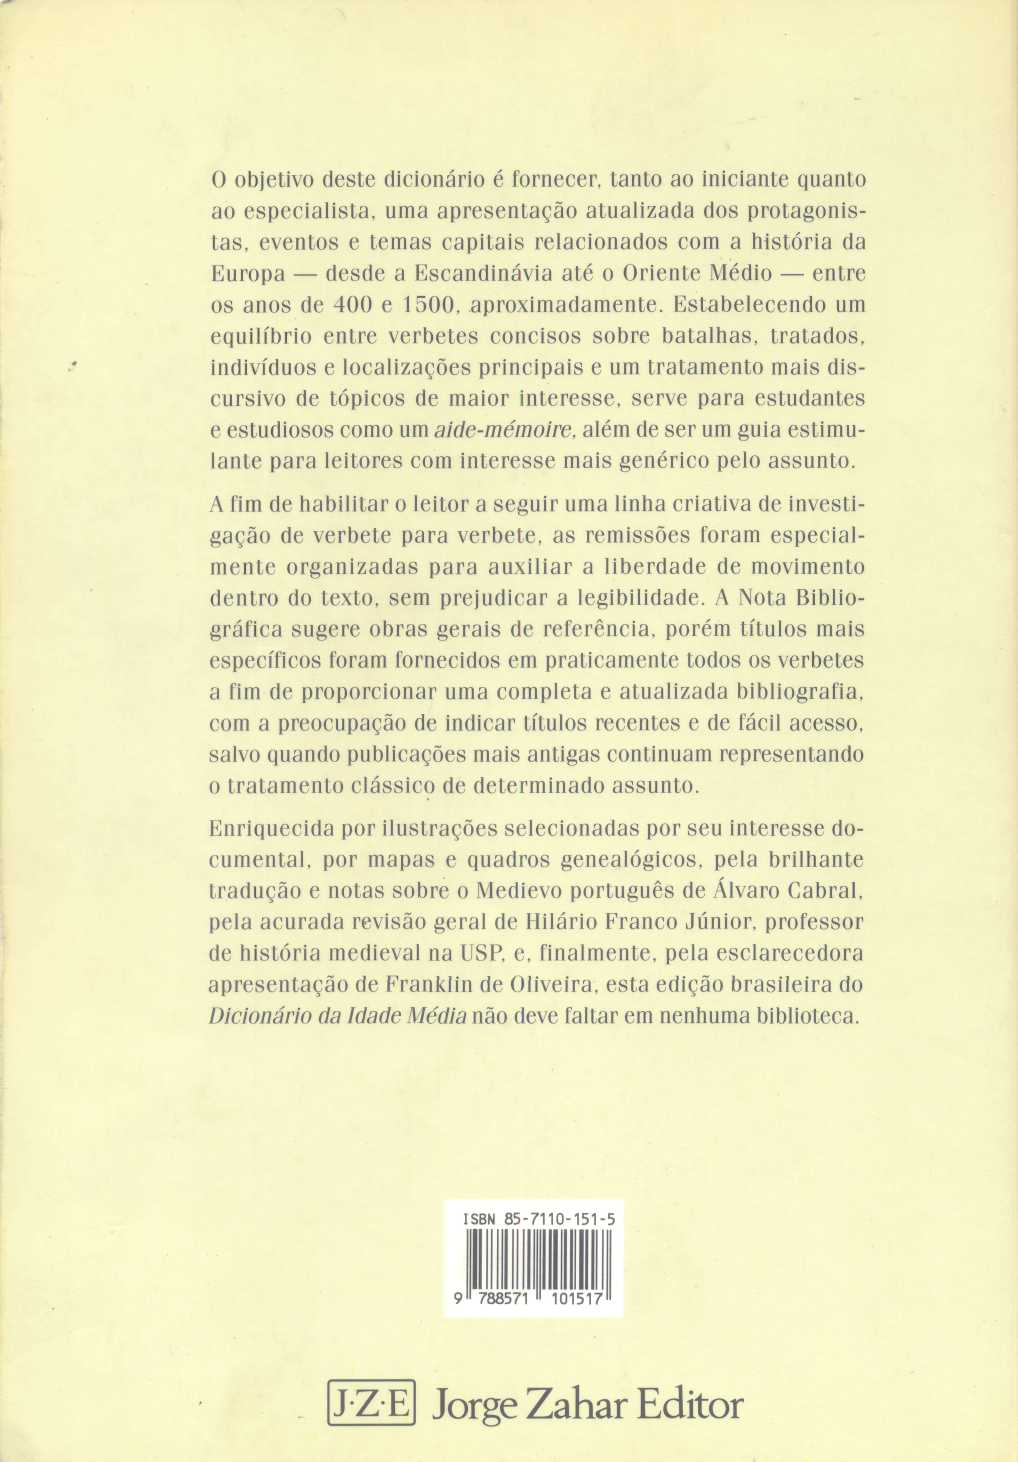 O objetivo deste dicionário é fornecer, tanto ao iniciante quanto
ao especialista, uma apresentação atualizada dos protagonis-
tas, eventos e temas capitais relacionados com a história da
Europa — desde a Escandinávia até o Oriente Médio — entre
os anos de 400 e 1500, aproximadamente. Estabelecendo um
equilíbrio entre verbetes concisos sobre batalhas, tratados,
indivíduos e localizações principais e um tratamento mais dis-
cursivo de tópicos de maior interesse, serve para estudantes
e estudiosos como um aide-mémoire, além de ser um guia estimu-
lante para leitores com interesse mais genérico pelo assunto.
A fim de habilitar o leitor a seguir uma linha criativa de investi-
gação de verbete para verbete, as remissões foram especial-
mente organizadas para auxiliar a liberdade de movimento
dentro do texto, sem prejudicar a legibilidade. A Nota Biblio-
gráfica sugere obras gerais de referência, porém títulos mais
específicos foram fornecidos em praticamente todos os verbetes
a fim de proporcionar uma completa e atualizada bibliografia,
com a preocupação de indicar títulos recentes e de fácil acesso,
salvo quando publicações mais antigas continuam representando
o tratamento clássico de determinado assunto.
Enriquecida por ilustrações selecionadas por seu interesse do-
cumental, por mapas e quadros genealógicos, pela brilhante
tradução e notas sobre o Medievo português de Álvaro Cabral,
pela acurada revisão geral de Hilário Franco Júnior, professor
de história medieval na USP, e, finalmente, pela esclarecedora
apresentação de Franklin de Oliveira, esta edição brasileira do
Dicionário da Idade Média não deve faltar em nenhuma biblioteca.
ISBN 85-7110-151-5
9 788571 101517
J·Z·E Jorge Zahar Editor